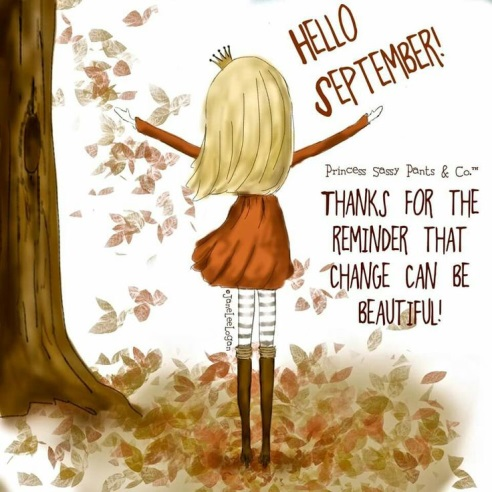 HELLO
SEPTEMBER!
Princess Sassy Pants & Co.™
THANKS FOR THE
REMINDER THAT
CHANGE CAN BE
BEAUTIFUL!
©JaneLeeLogan